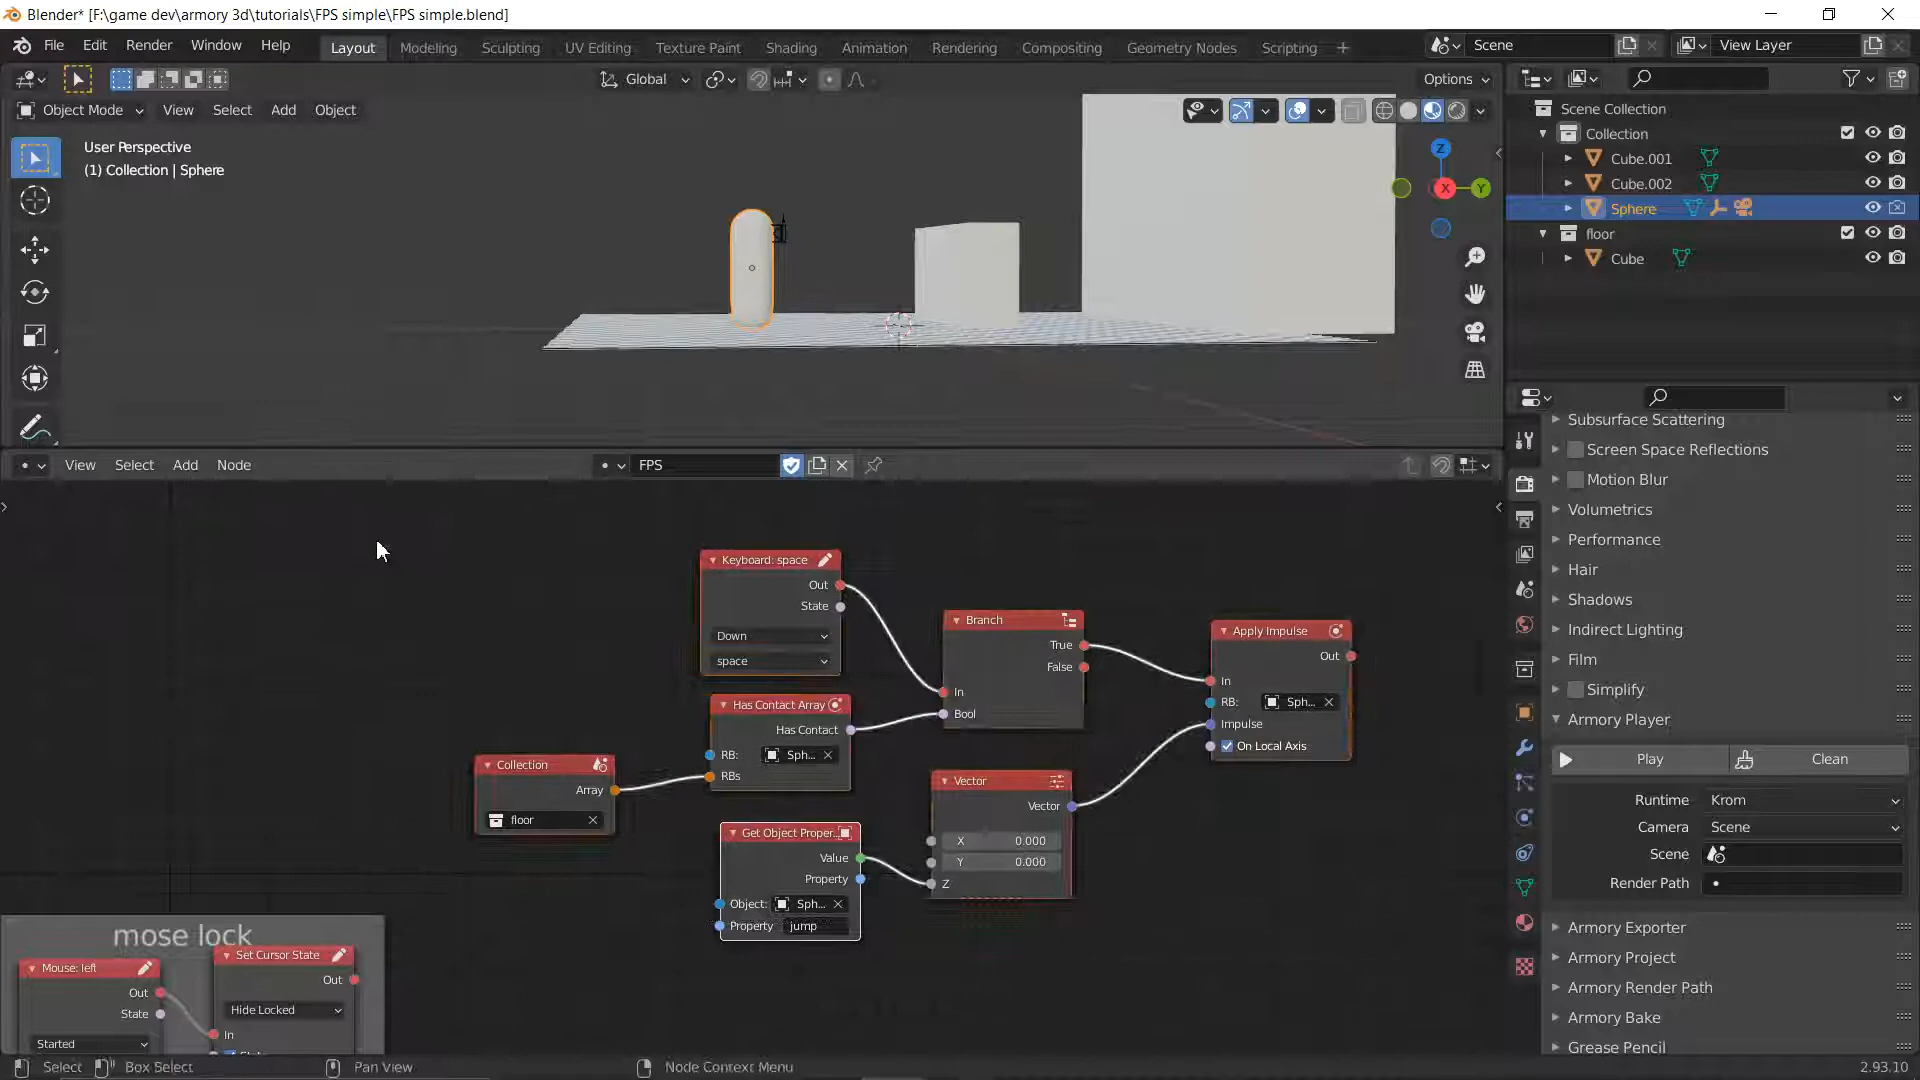 Blender* [F:\game dev\armory 3d\tutorials\FPS simple\FPS simple.blend]
File Edit Render Window Help Layout Modeling Sculpting UV Editing Texture Paint Shading Animation Rendering Compositing Geometry Nodes Scripting + Scene View Layer
Global Options
Object Mode View Select Add Object
User Perspective
(1) Collection | Sphere
Z
X
Y
Scene Collection
Collection
Cube.001
Cube.002
Sphere
floor
Cube
View Select Add Node FPS
Subsurface Scattering
Screen Space Reflections
Motion Blur
Volumetrics
Performance
Hair
Shadows
Indirect Lighting
Film
Simplify
Armory Player
Play Clean
Runtime Krom
Camera Scene
Scene
Render Path
Armory Exporter
Armory Project
Armory Render Path
Armory Bake
Grease Pencil
Keyboard: space
Out
State
Down
space
Branch
True
False
In
Bool
Apply Impulse
Out
In
RB: Sph...
Impulse
On Local Axis
Has Contact Array
Has Contact
RB: Sph...
RBs
Collection
Array
floor
Vector
Vector
X 0.000
Y 0.000
Z
Get Object Proper...
Value
Property
Object: Sph...
Property jump
mose lock
Mouse: left
Out
State
Started
Set Cursor State
Out
Hide Locked
In
Select Box Select Pan View Node Context Menu 2.93.10